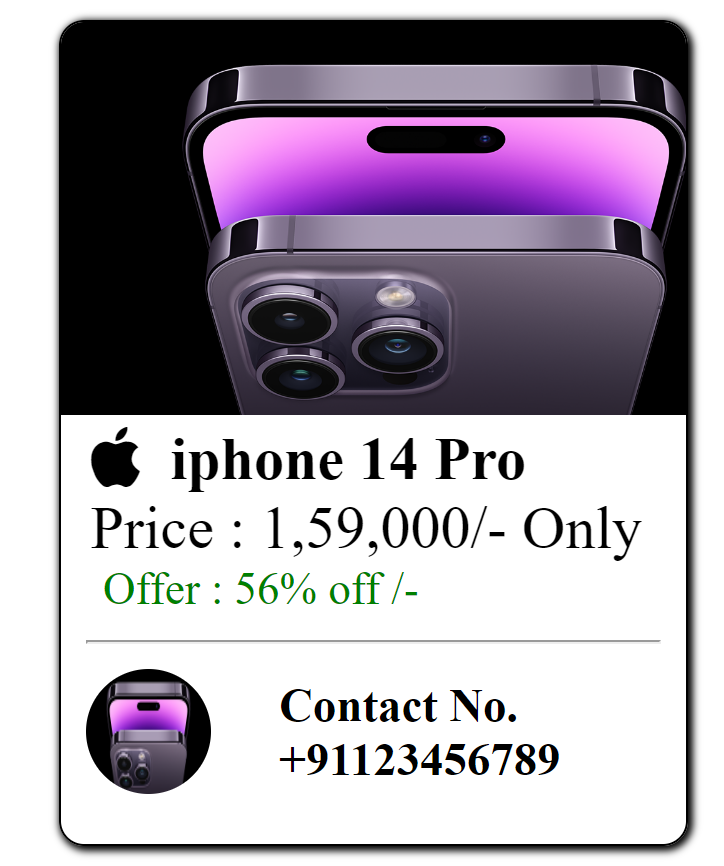 iphone 14 Pro
Price : 1,59,000/- Only
Offer : 56% off /-
Contact No.
+91123456789